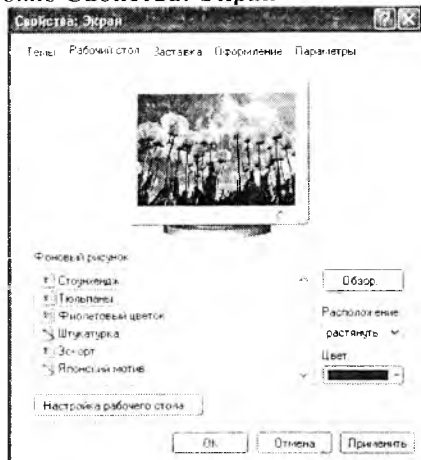 Свойства: Экран
Темы Рабочий стол Заставка Оформление Параметры
Фоновый рисунок
Стоунхендж
Тюльпаны
Фиолетовый цветок
Штукатурка
Эскорт
Японский мотив
Обзор
Расположение
растянуть
Цвет
Настройка рабочего стола
ОК Отмена Применить